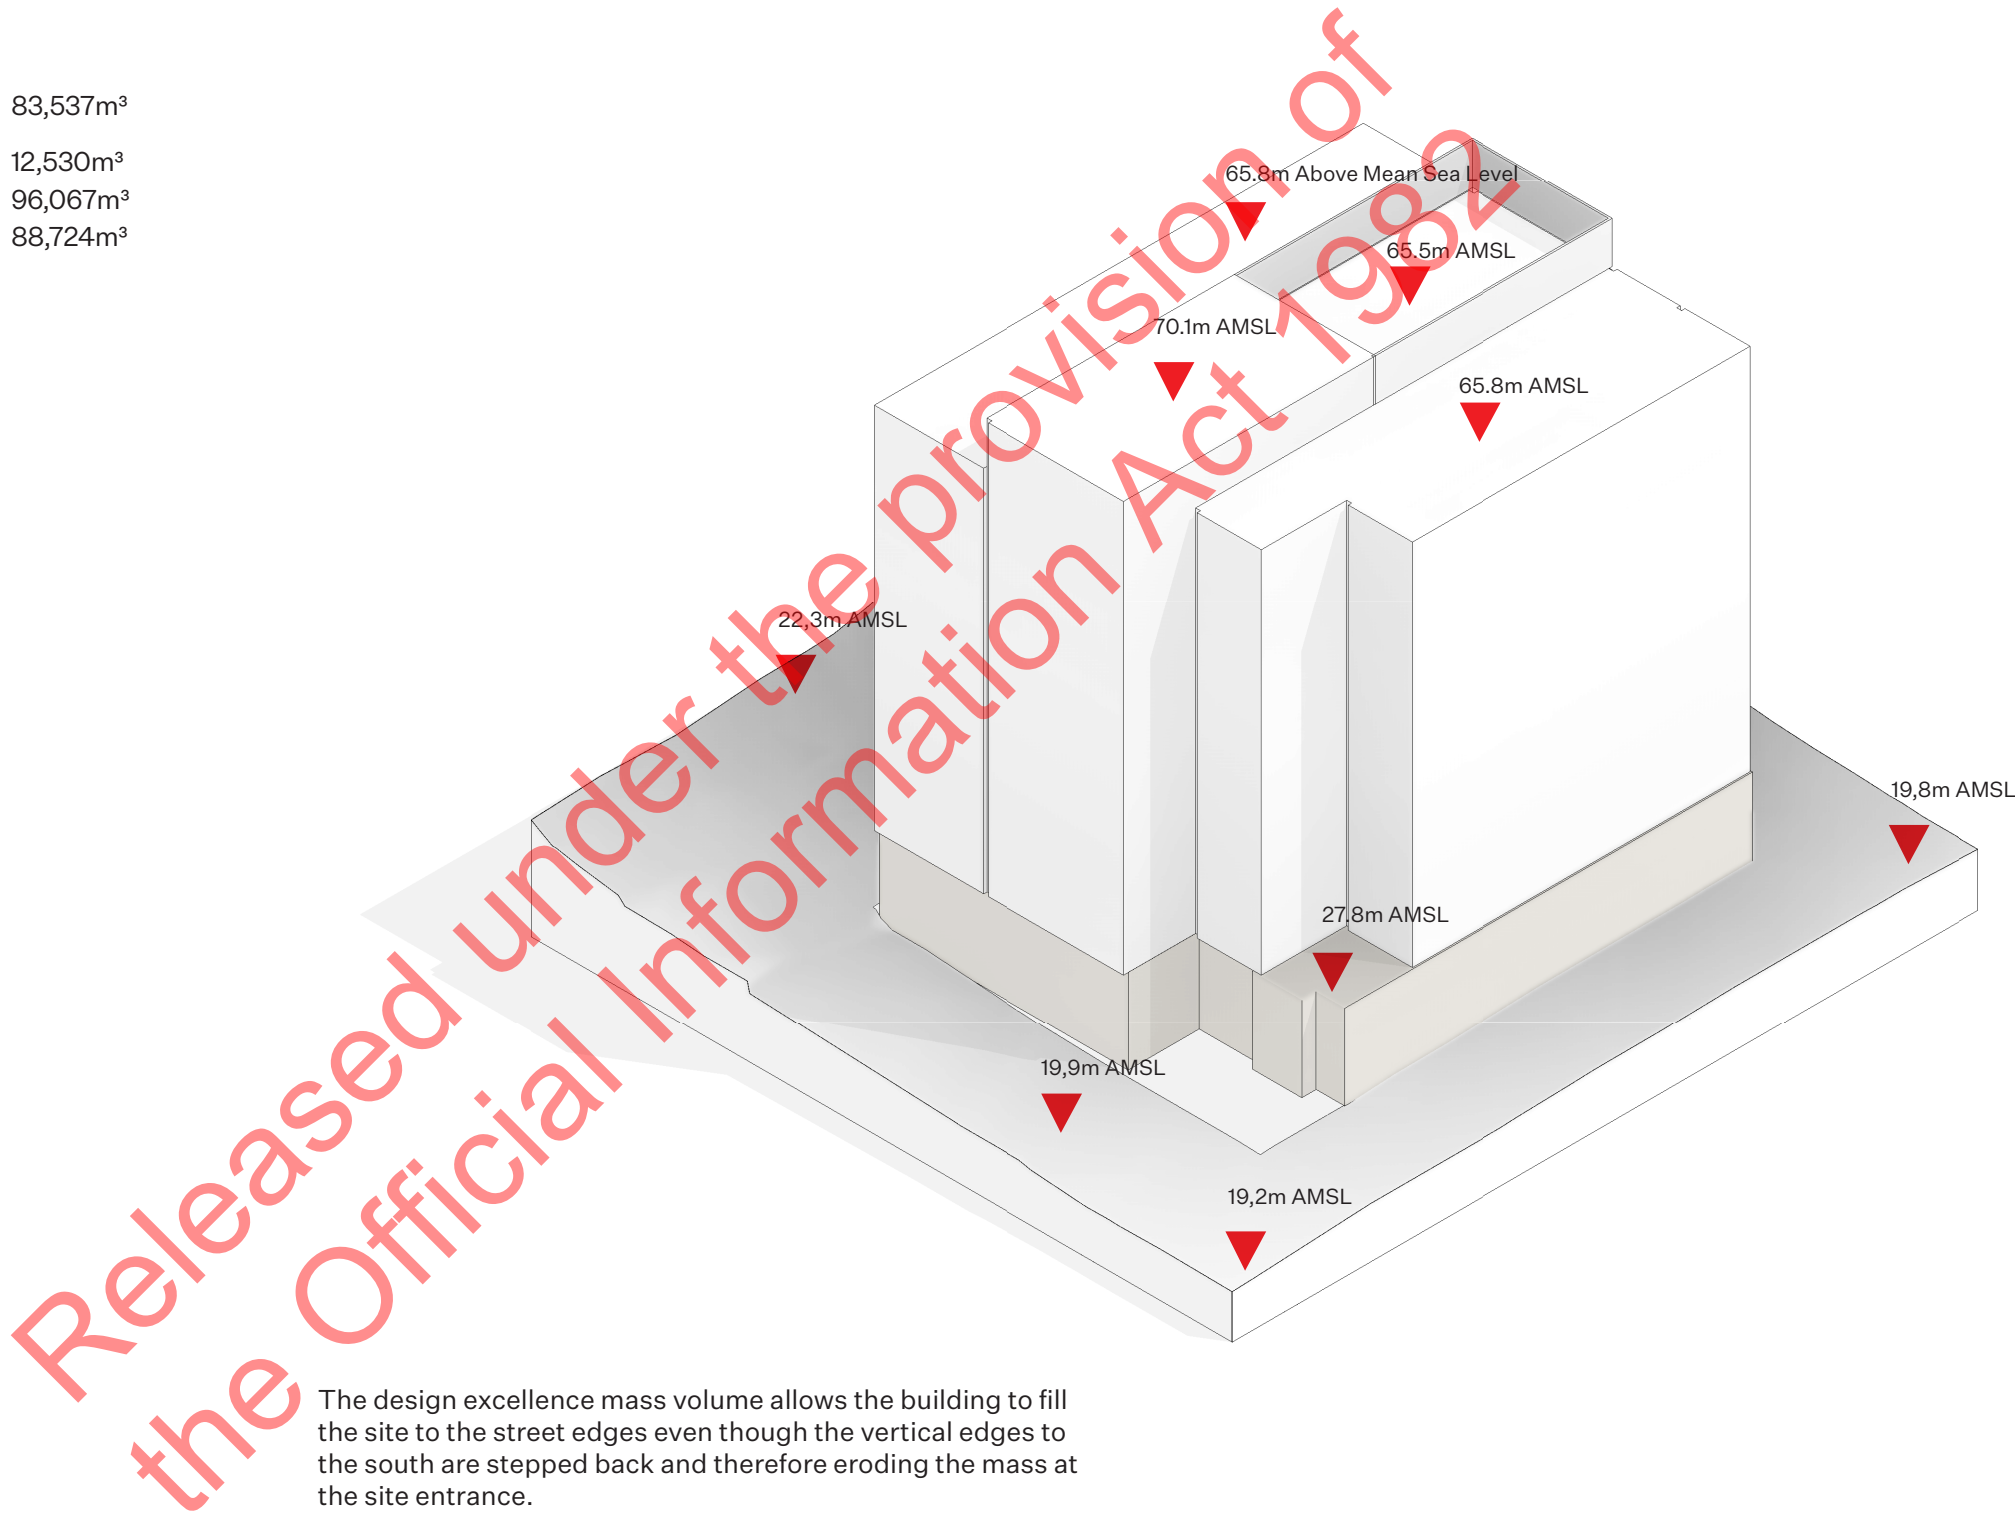 83,537m³
12,530m³
96,067m³
88,724m³
65.8m Above Mean Sea Level
65.5m AMSL
70.1m AMSL
65.8m AMSL
22,3m AMSL
19,8m AMSL
27.8m AMSL
19,9m AMSL
19,2m AMSL
Released under the provision of
the Official Information Act 1982
The design excellence mass volume allows the building to fill
the site to the street edges even though the vertical edges to
the south are stepped back and therefore eroding the mass at
the site entrance.